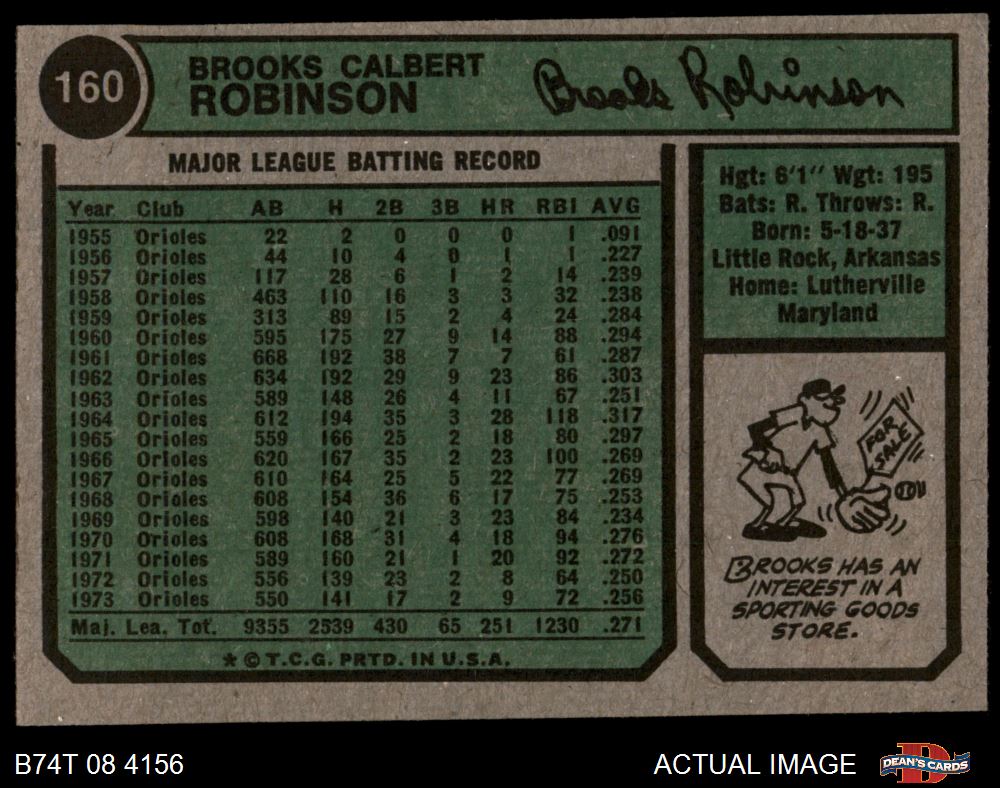 160
BROOKS CALBERT
ROBINSON
Brooks Robinson
MAJOR LEAGUE BATTING RECORD
Year Club AB H 2B 3B HR RBI AVG
1955 Orioles 22 2 0 0 0 1 .091
1956 Orioles 44 10 4 0 1 1 .227
1957 Orioles 117 28 6 1 2 14 .239
1958 Orioles 463 110 16 3 3 32 .238
1959 Orioles 313 89 15 2 4 24 .284
1960 Orioles 595 175 27 9 14 88 .294
1961 Orioles 668 192 38 7 7 61 .287
1962 Orioles 634 192 29 9 23 86 .303
1963 Orioles 589 148 26 4 11 67 .251
1964 Orioles 612 194 35 3 28 118 .317
1965 Orioles 559 166 25 2 18 80 .297
1966 Orioles 620 167 35 2 23 100 .269
1967 Orioles 610 164 25 5 22 77 .269
1968 Orioles 608 154 36 6 17 75 .253
1969 Orioles 598 140 21 3 23 84 .234
1970 Orioles 608 168 31 4 18 94 .276
1971 Orioles 589 160 21 1 20 92 .272
1972 Orioles 556 139 23 2 8 64 .250
1973 Orioles 550 141 17 2 9 72 .256
Maj. Lea. Tot. 9355 2539 430 65 251 1230 .271
* © T.C.G. PRTD. IN U.S.A.
Hgt: 6'1" Wgt: 195
Bats: R. Throws: R.
Born: 5-18-37
Little Rock, Arkansas
Home: Lutherville
Maryland
FOR
SALE
BROOKS HAS AN
INTEREST IN A
SPORTING GOODS
STORE.
B74T 08 4156
ACTUAL IMAGE
D
DEAN'S CARDS